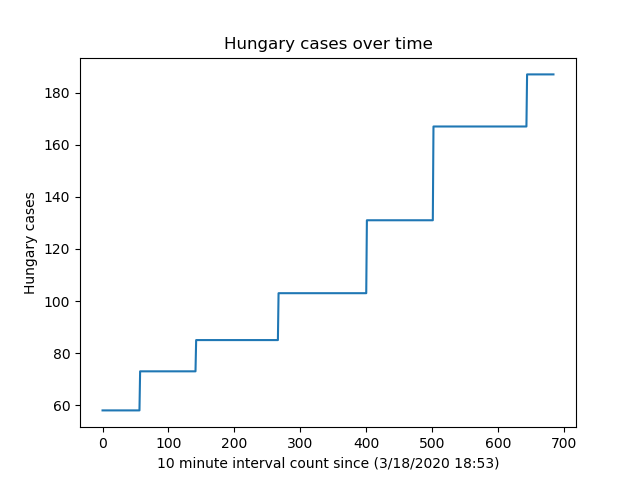 Hungary cases over time
Hungary cases
180
160
140
120
100
80
60
0 100 200 300 400 500 600 700
10 minute interval count since (3/18/2020 18:53)